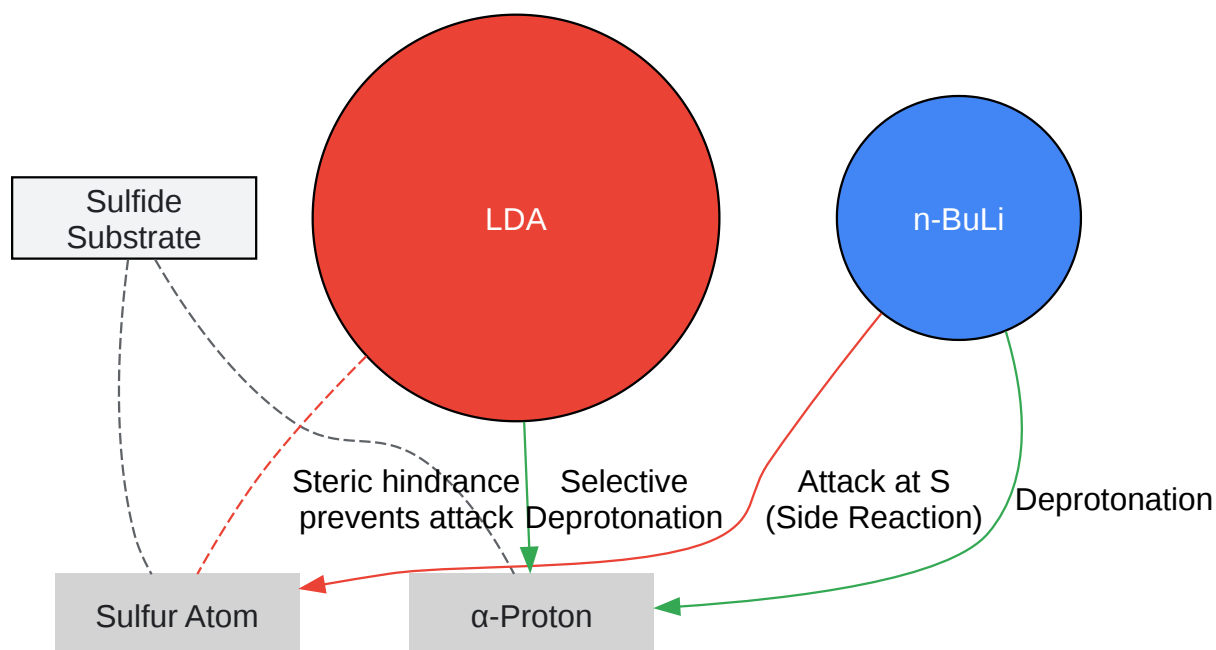 Sulfide
Substrate
LDA
n-BuLi
Steric hindrance
prevents attack
Selective
Deprotonation
Attack at S
(Side Reaction)
Deprotonation
Sulfur Atom
α-Proton